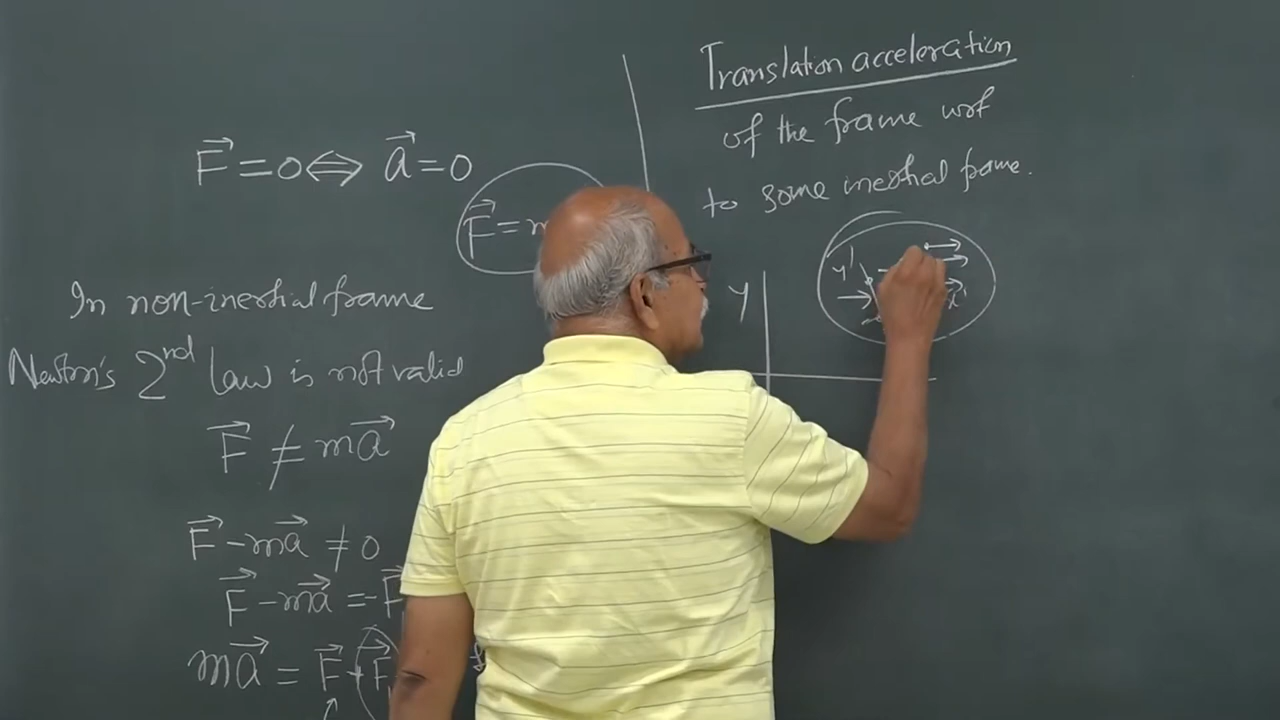 F⃗ = 0 ⇔ a⃗ = 0
F⃗ = m
In non-inertial frame
Newton's 2nd law is not valid
F⃗ ≠ ma⃗
F⃗ - ma⃗ ≠ 0
F⃗ - ma⃗ = - F
ma⃗ = F⃗ + F⃗
Translation acceleration
of the frame wrt
to some inertial frame.
y
y'
x'